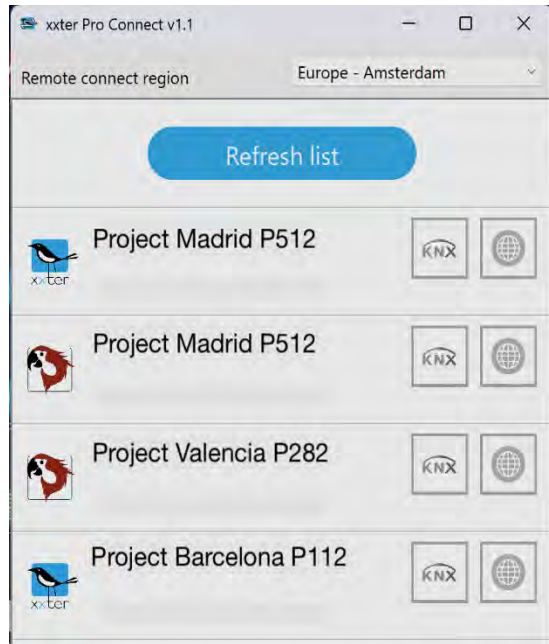 xxter Pro Connect v1.1
Remote connect region Europe - Amsterdam
Refresh list
Project Madrid P512
KNX
xxter
Project Madrid P512
KNX
Project Valencia P282
KNX
Project Barcelona P112
KNX
xxter